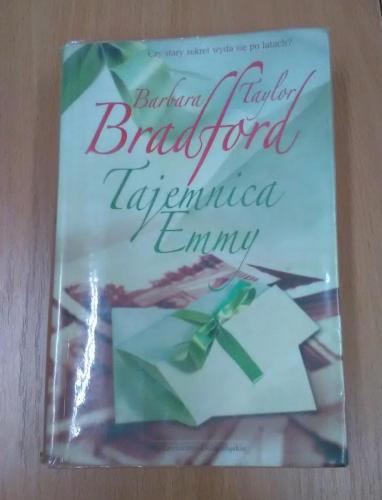 Czy stary sekret wyda się po latach?
Barbara Taylor
Bradford
Tajemnica
Emmy